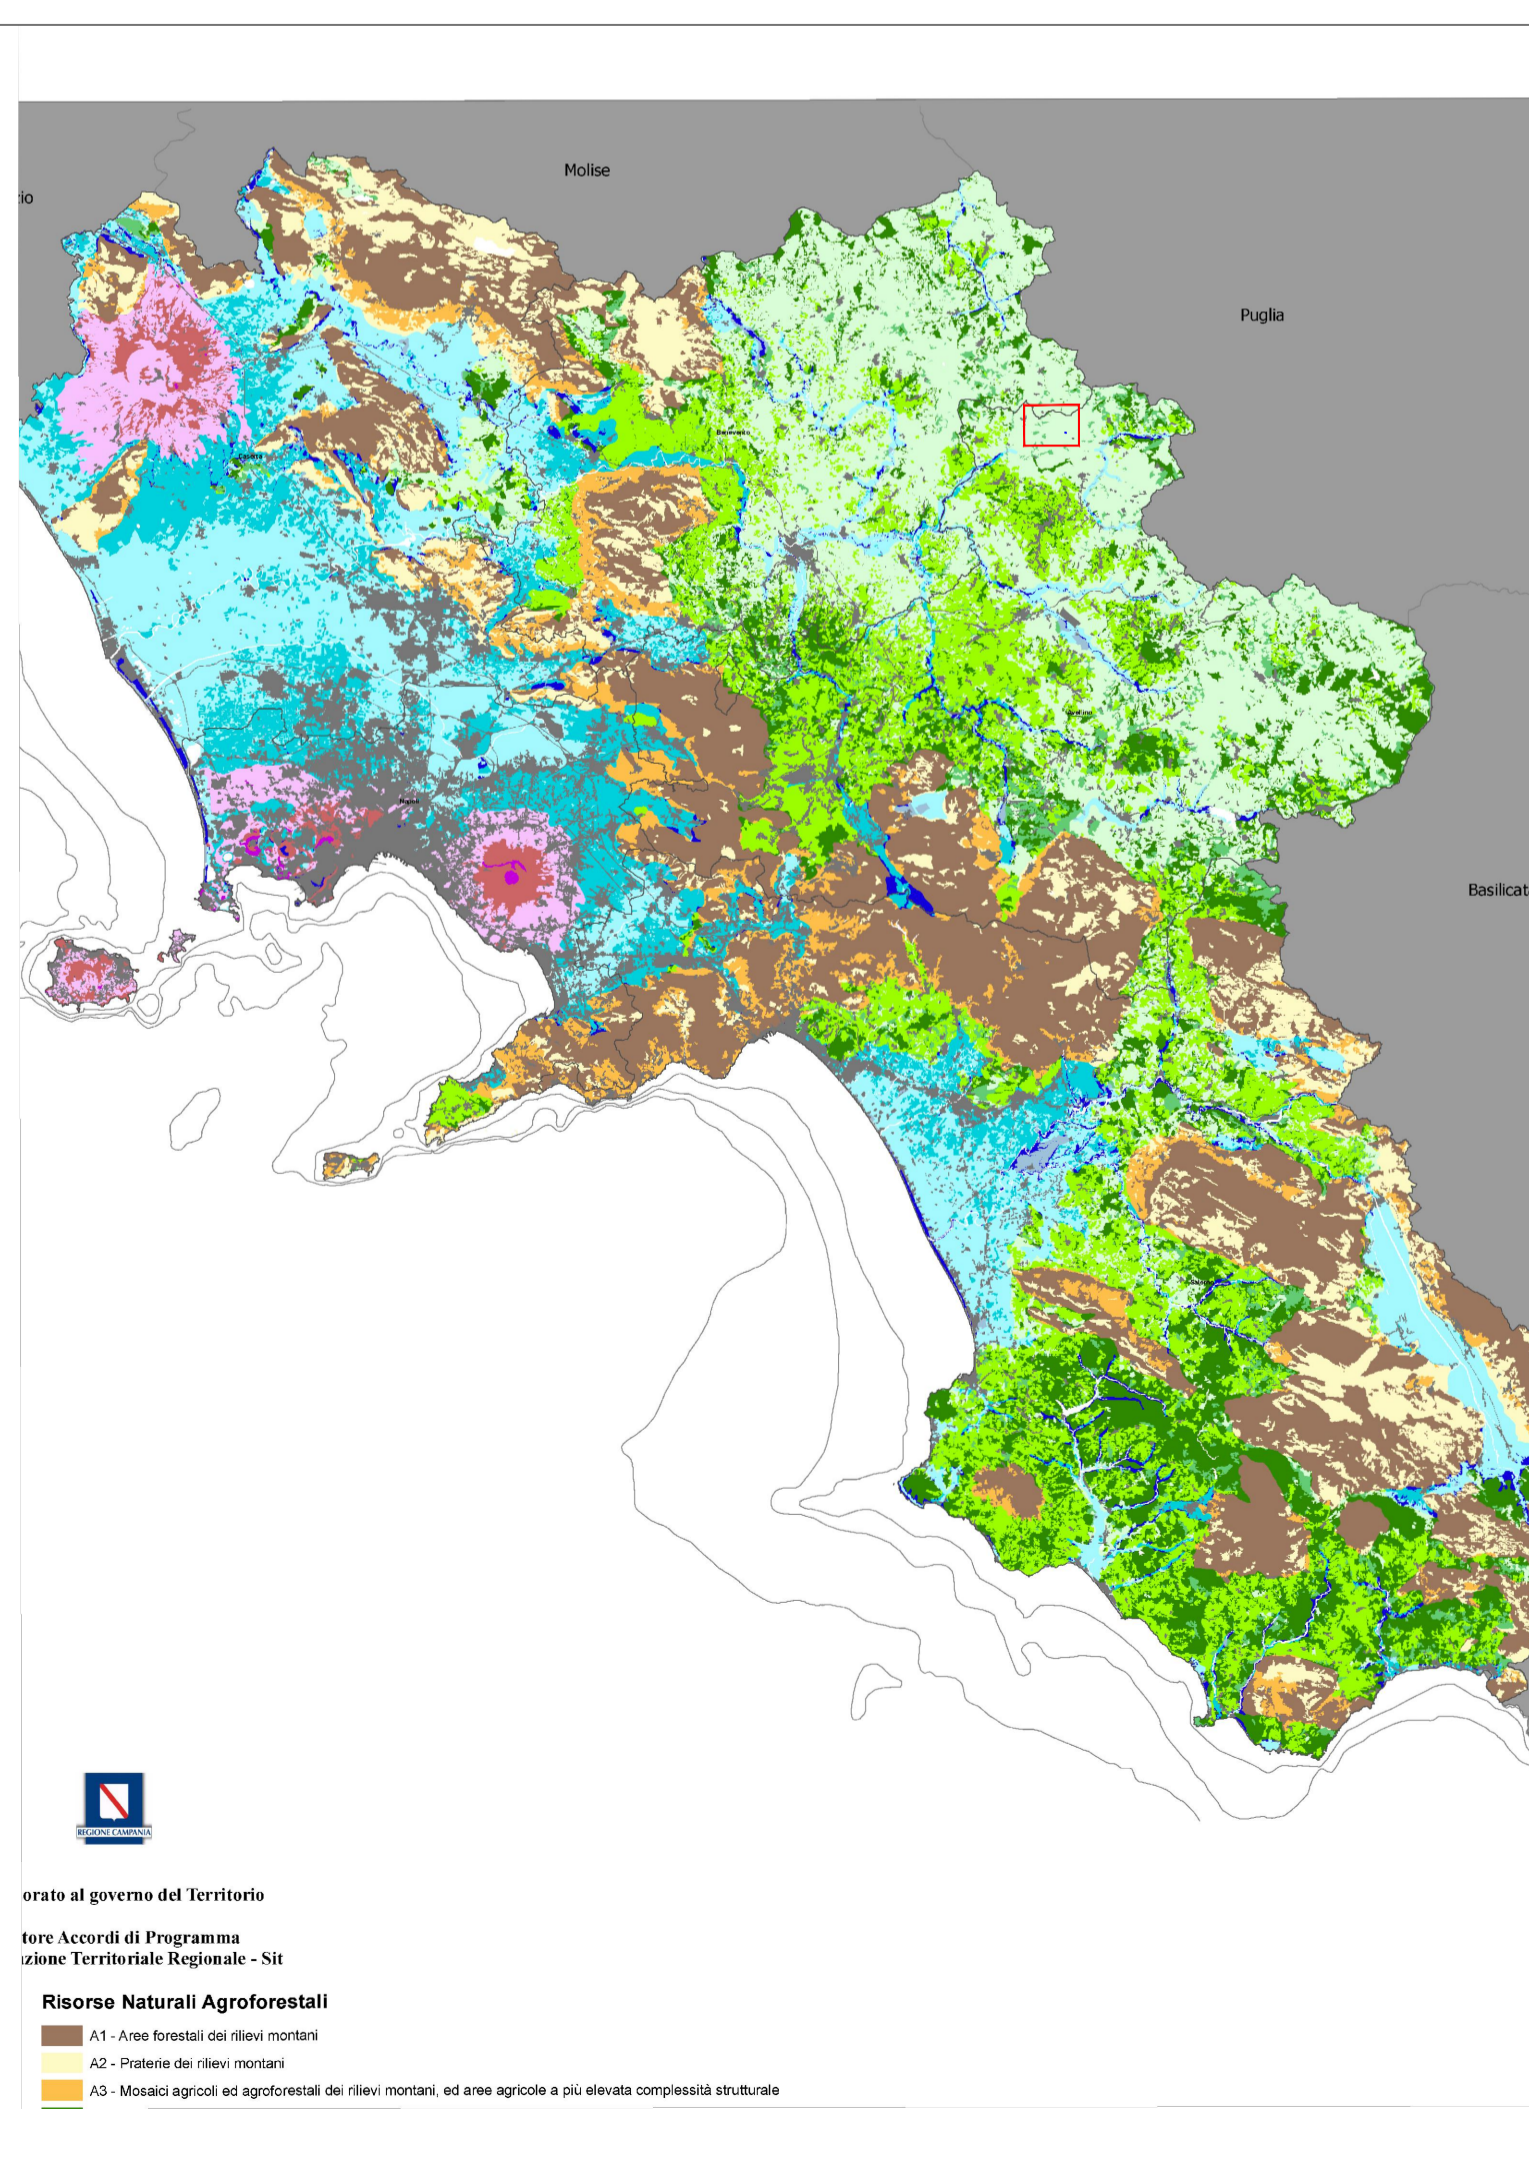 Molise
io
Puglia
Benevento
Caserta
Avellino
Napoli
Basilicat
Salerno
REGIONE CAMPANIA
orato al governo del Territorio
tore Accordi di Programma
zione Territoriale Regionale - Sit
Risorse Naturali Agroforestali
A1 - Aree forestali dei rilievi montani
A2 - Praterie dei rilievi montani
A3 - Mosaici agricoli ed agroforestali dei rilievi montani, ed aree agricole a più elevata complessità strutturale